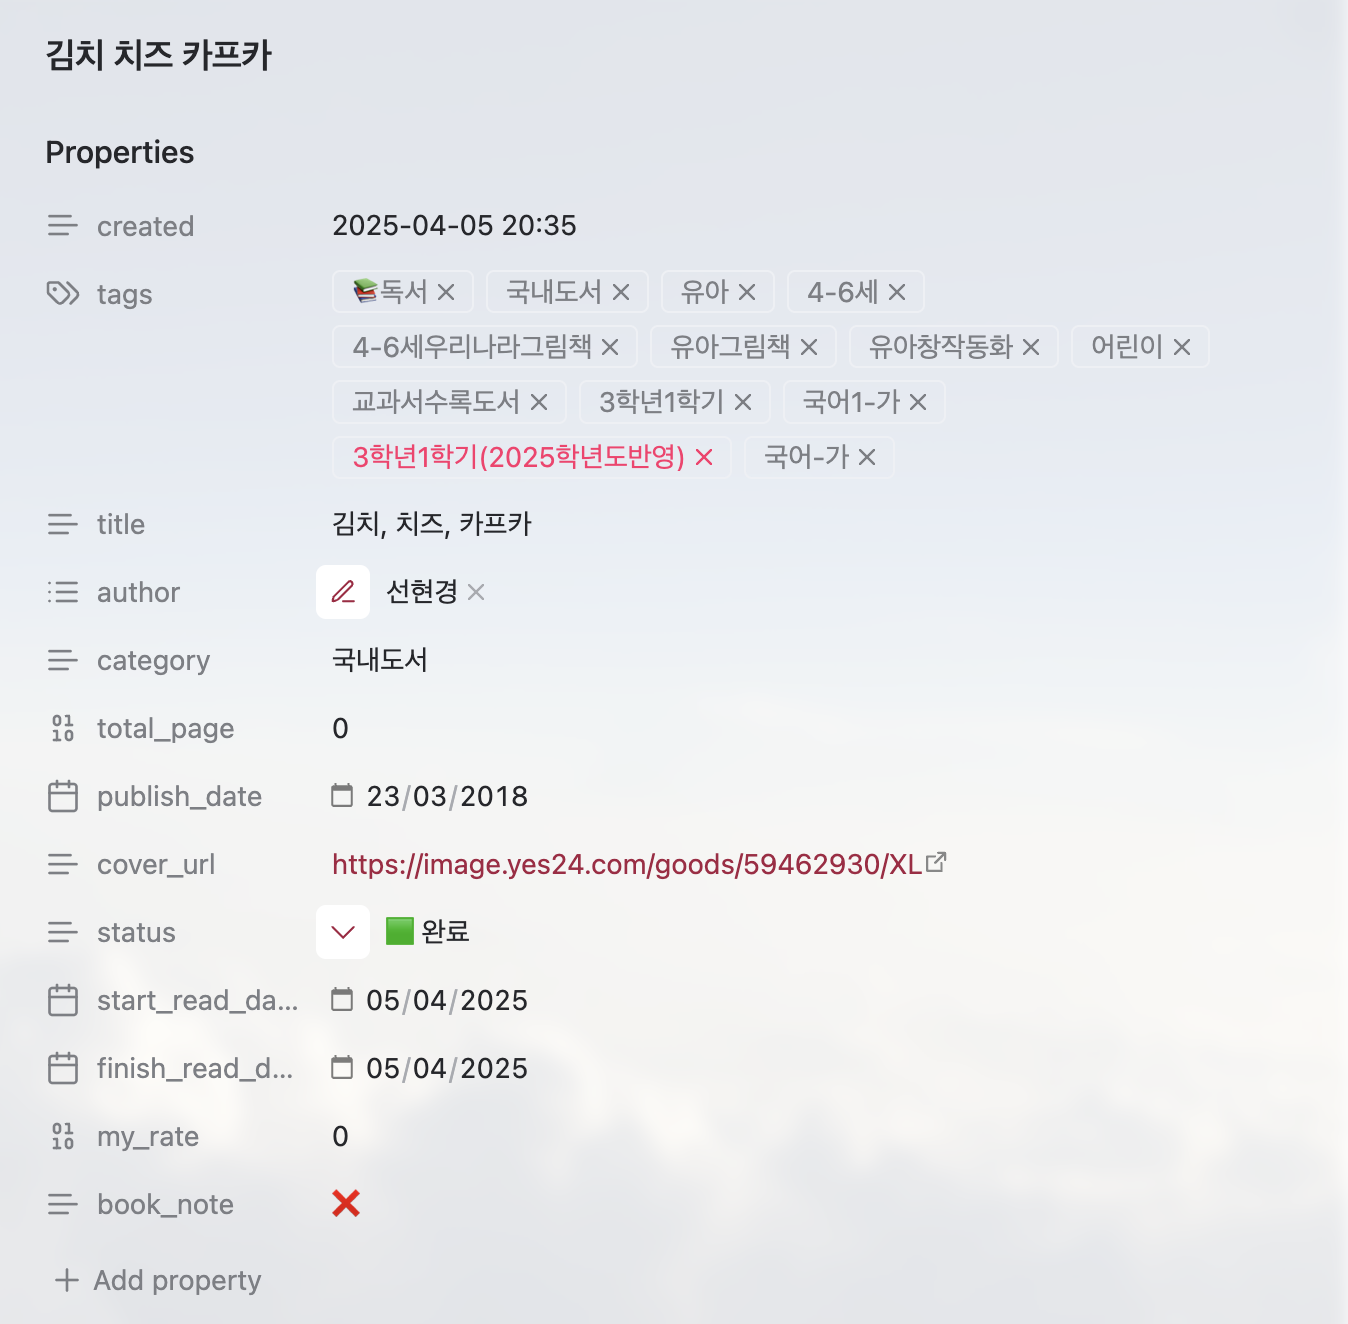 김치 치즈 카프카
Properties
created 2025-04-05 20:35
tags 📚독서 × 국내도서 × 유아 × 4-6세 ×
4-6세우리나라그림책 × 유아그림책 × 유아창작동화 × 어린이 ×
교과서수록도서 × 3학년1학기 × 국어1-가 ×
3학년1학기(2025학년도반영) × 국어-가 ×
title 김치, 치즈, 카프카
author 선현경 ×
category 국내도서
total_page 0
publish_date 23/03/2018
cover_url https://image.yes24.com/goods/59462930/XL
status 🟩 완료
start_read_da... 05/04/2025
finish_read_d... 05/04/2025
my_rate 0
book_note ❌
+ Add property